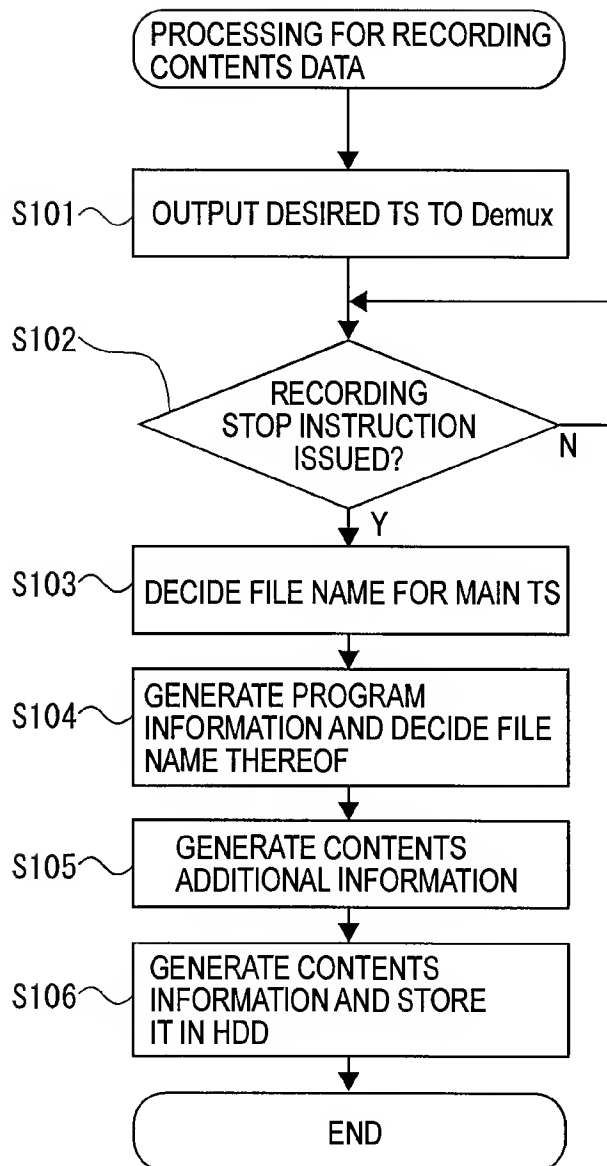 PROCESSING FOR RECORDING
CONTENTS DATA
S101
OUTPUT DESIRED TS TO Demux
S102
RECORDING
STOP INSTRUCTION
ISSUED?
N
Y
S103
DECIDE FILE NAME FOR MAIN TS
S104
GENERATE PROGRAM
INFORMATION AND DECIDE FILE
NAME THEREOF
S105
GENERATE CONTENTS
ADDITIONAL INFORMATION
S106
GENERATE CONTENTS
INFORMATION AND STORE
IT IN HDD
END